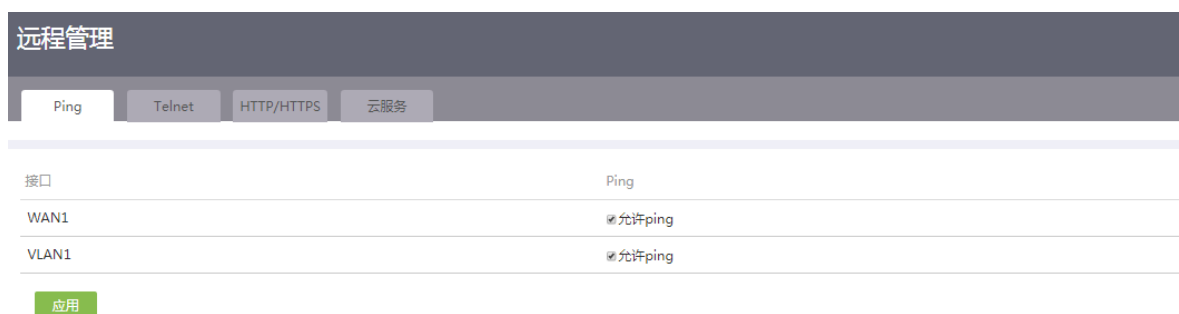 远程管理
Ping Telnet HTTP/HTTPS 云服务
接口 Ping
WAN1 允许ping
VLAN1 允许ping
应用